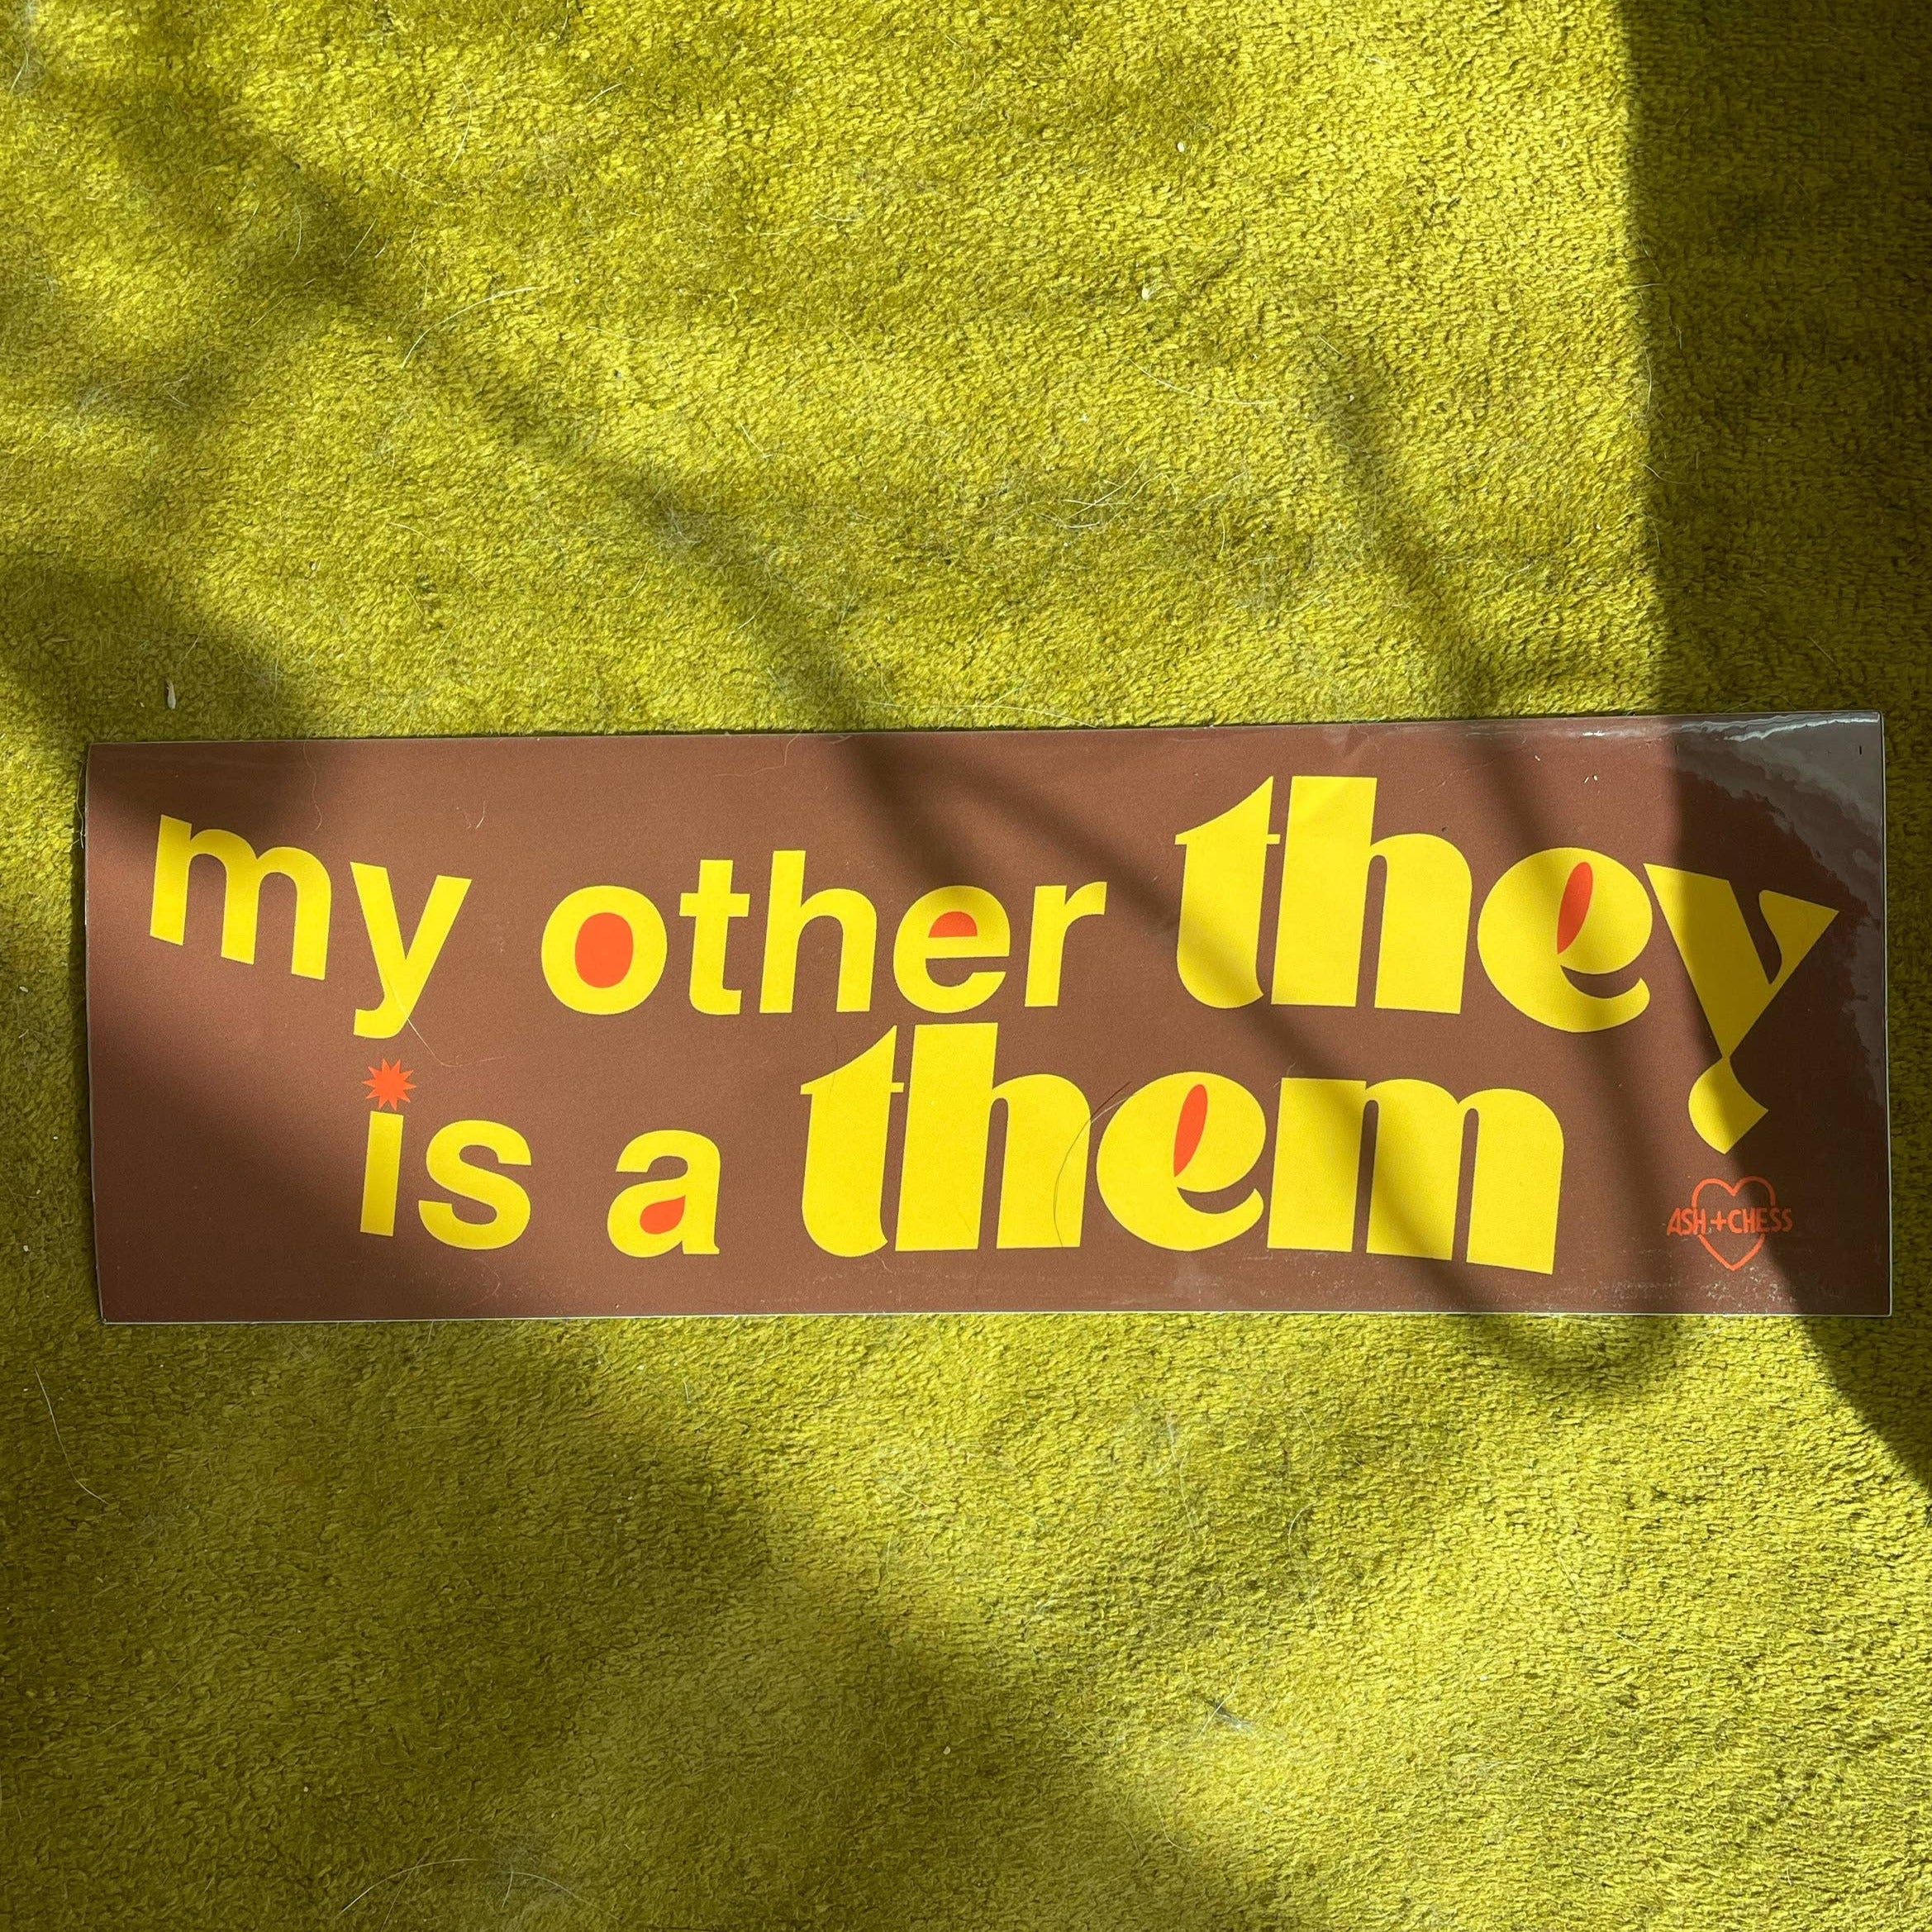 my other they
is a them
ASH+CHESS